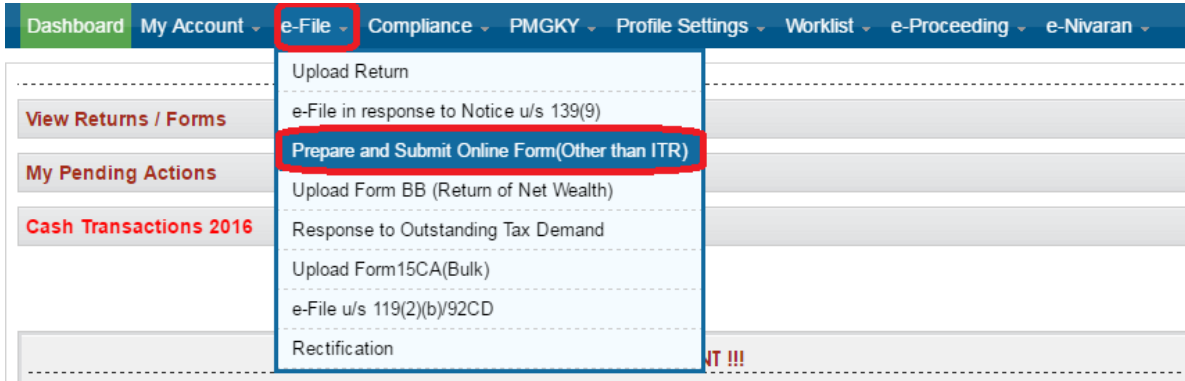 Dashboard My Account e-File Compliance PMGKY Profile Settings Worklist e-Proceeding e-Nivaran
Upload Return
e-File in response to Notice u/s 139(9)
Prepare and Submit Online Form(Other than ITR)
Upload Form BB (Return of Net Wealth)
Response to Outstanding Tax Demand
Upload Form15CA(Bulk)
e-File u/s 119(2)(b)/92CD
Rectification
View Returns / Forms
My Pending Actions
Cash Transactions 2016
!!!